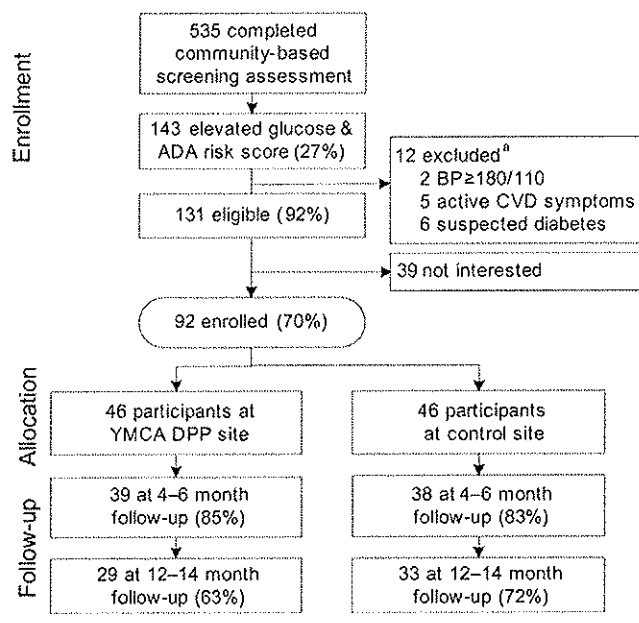 Enrollment
535 completed
community-based
screening assessment
143 elevated glucose &
ADA risk score (27%)
12 excludedᵃ
2 BP≥180/110
5 active CVD symptoms
6 suspected diabetes
131 eligible (92%)
39 not interested
92 enrolled (70%)
Allocation
46 participants at
YMCA DPP site
46 participants
at control site
Follow-up
39 at 4–6 month
follow-up (85%)
38 at 4–6 month
follow-up (83%)
29 at 12–14 month
follow-up (63%)
33 at 12–14 month
follow-up (72%)